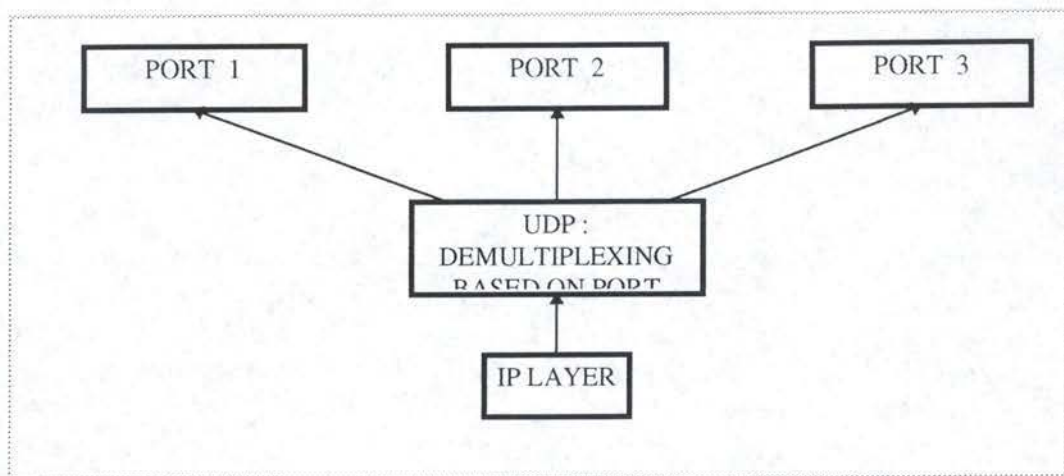 PORT 1
PORT 2
PORT 3
UDP :
DEMULTIPLEXING
BASED ON PORT
IP LAYER